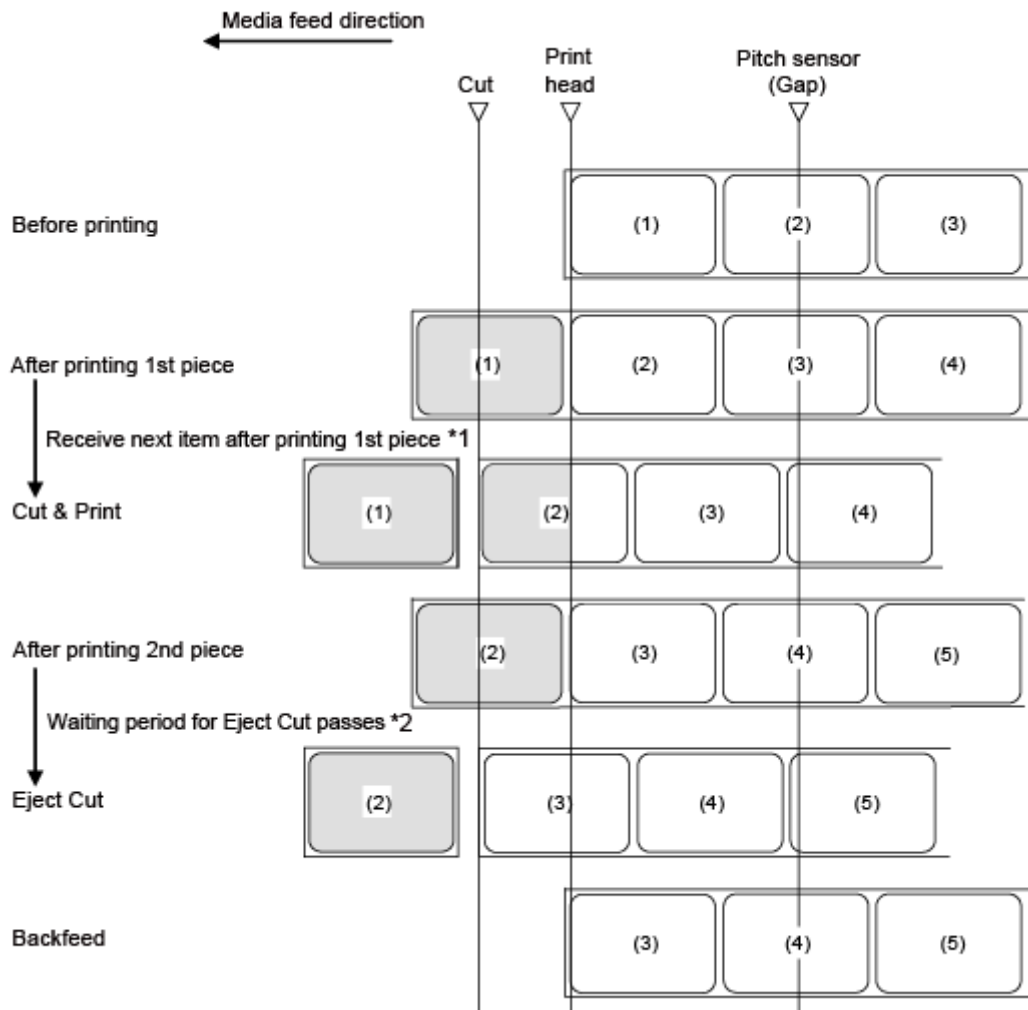 Media feed direction
Cut
Print
head
Pitch sensor
(Gap)
Before printing
(1)
(2)
(3)
After printing 1st piece
(1)
(2)
(3)
(4)
Receive next item after printing 1st piece *1
Cut & Print
(1)
(2)
(3)
(4)
After printing 2nd piece
(2)
(3)
(4)
(5)
Waiting period for Eject Cut passes *2
Eject Cut
(2)
(3)
(4)
(5)
Backfeed
(3)
(4)
(5)